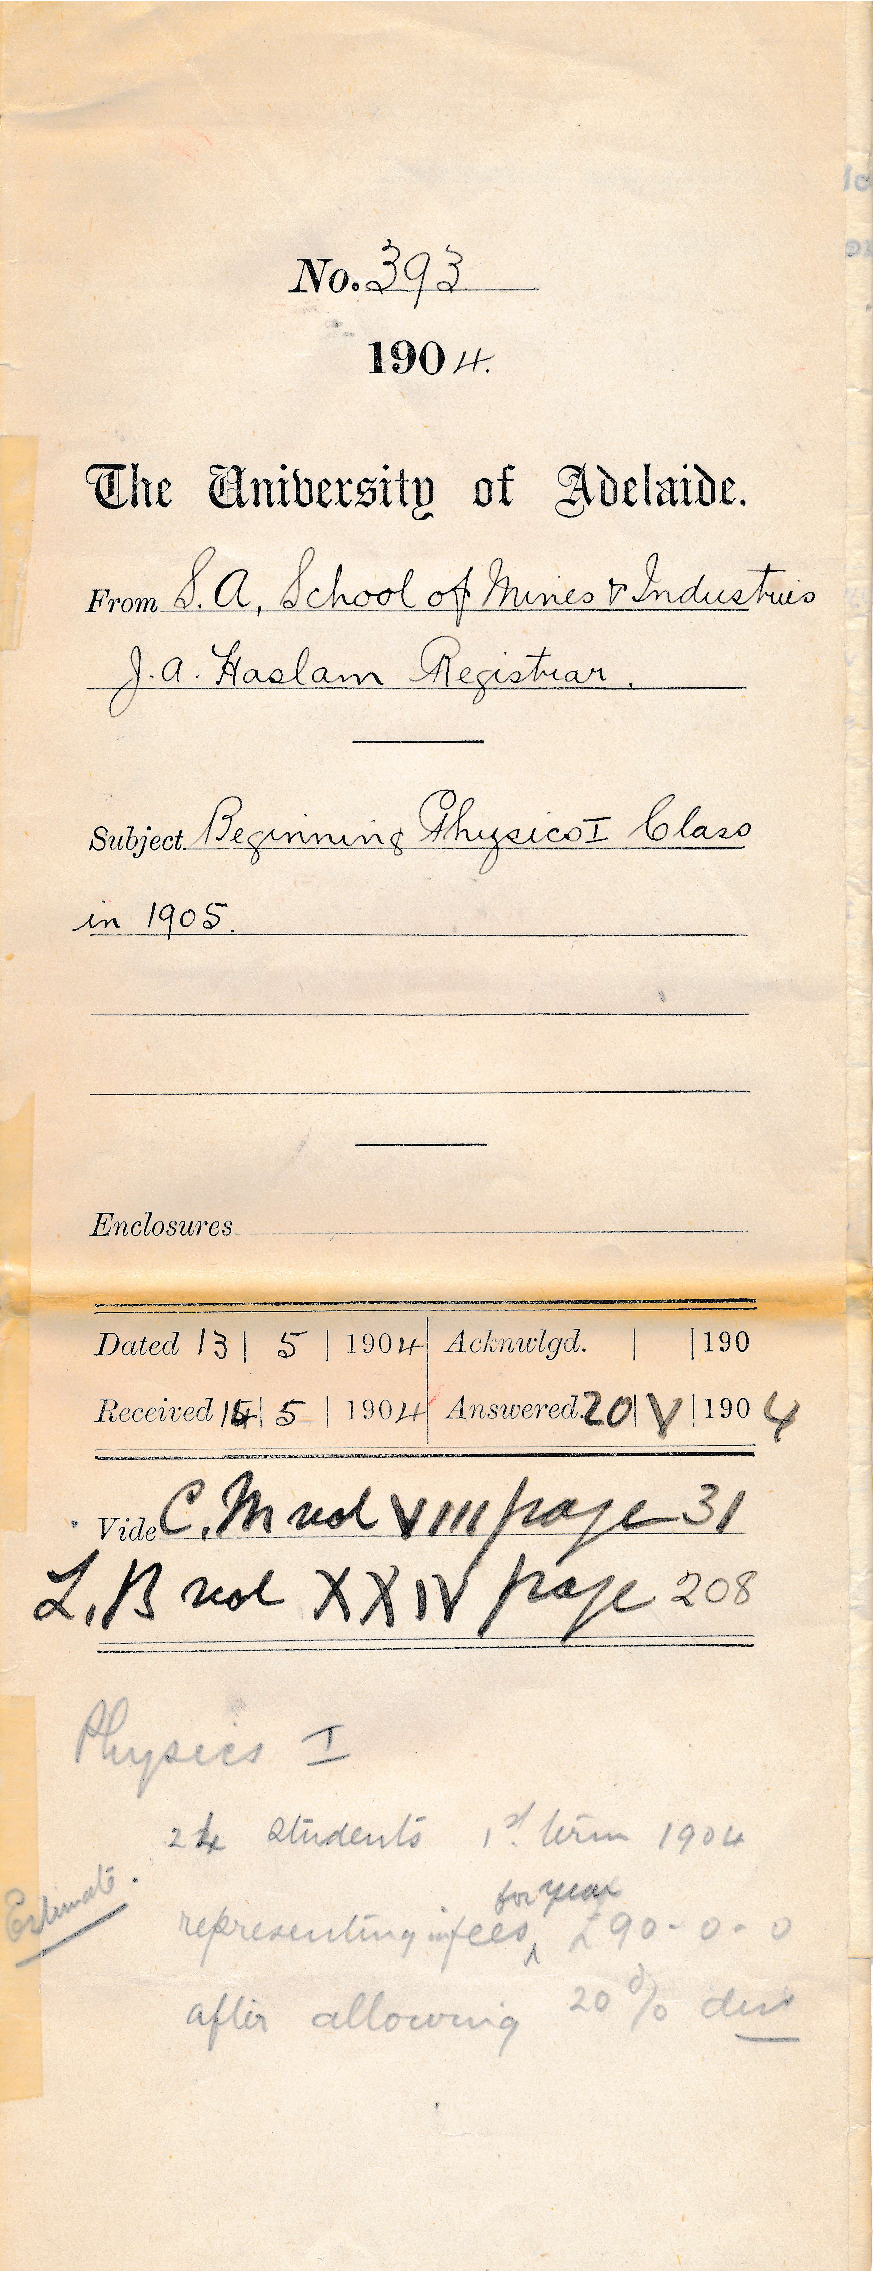 No. 393
1904.
The University of Adelaide.
From S. A. School of Mines & Industries
J. A. Haslam Registrar.
Subject Beginning Physics I Class
in 1905.
Enclosures
Dated 13 | 5 | 1904 Acknwlgd. | | 190
Received | 5 | 1904 Answered. 20 | V | 1904
Vide C. M vol VIII page 31
L. B vol XXIV page 208
Physics I
24 students 1st term 1904
Estimate.
for year
representing in fees £90-0-0
after allowing 20 %